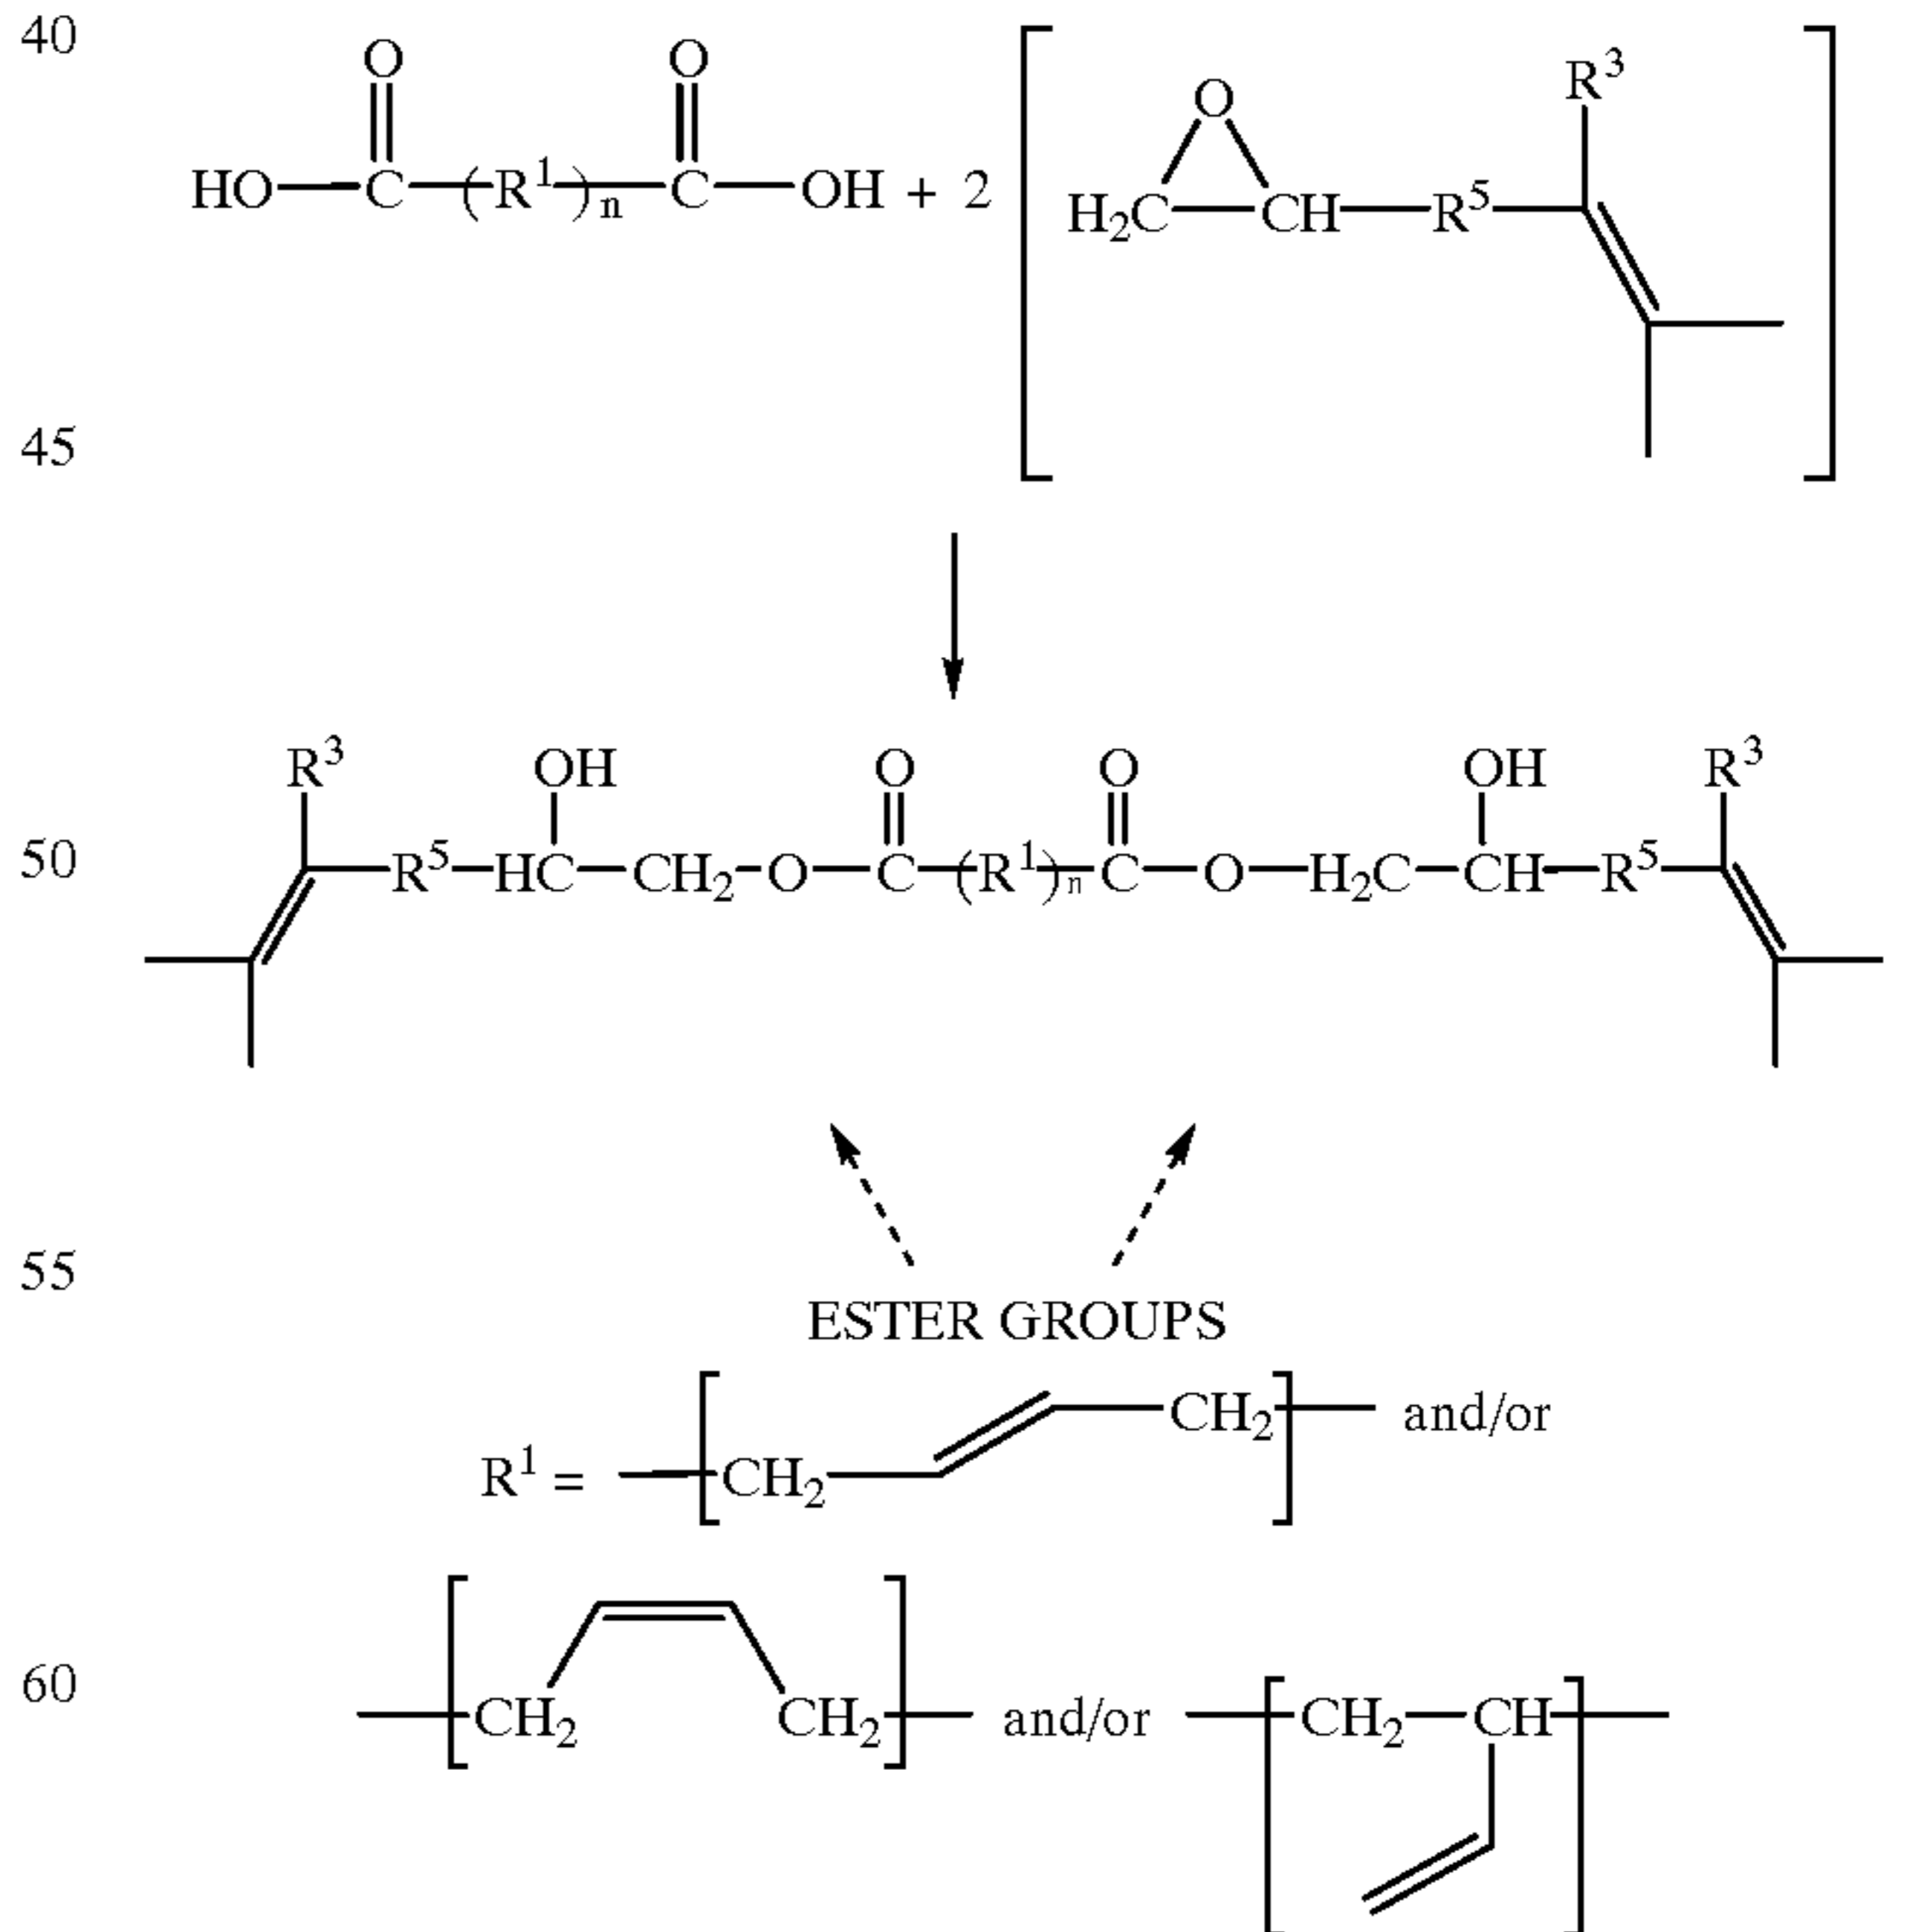 40
O O O R³
HO C (R¹)n C OH + 2 H₂C CH R⁵
45
R³ OH O O OH R³
50 R⁵ HC CH₂ O C (R¹)n C O H₂C CH R⁵
55
ESTER GROUPS
R¹ = CH₂ CH₂ and/or
60 CH₂ CH₂ and/or CH₂ CH